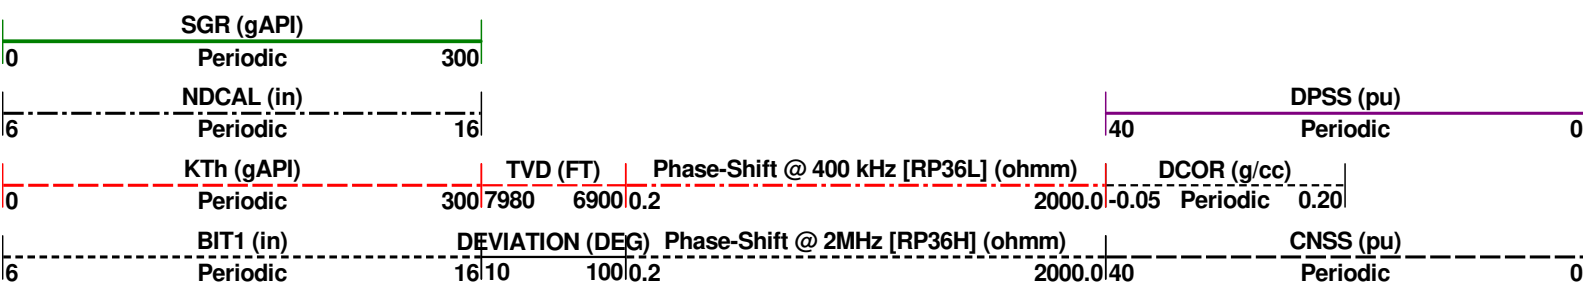 SGR (gAPI)
0 Periodic 300
NDCAL (in) DPSS (pu)
6 Periodic 16 40 Periodic 0
KTh (gAPI) TVD (FT) Phase-Shift @ 400 kHz [RP36L] (ohmm) DCOR (g/cc)
0 Periodic 300 7980 6900 0.2 2000.0 -0.05 Periodic 0.20
BIT1 (in) DEVIATION (DEG) Phase-Shift @ 2MHz [RP36H] (ohmm) CNSS (pu)
6 Periodic 16 10 100 0.2 2000.0 40 Periodic 0